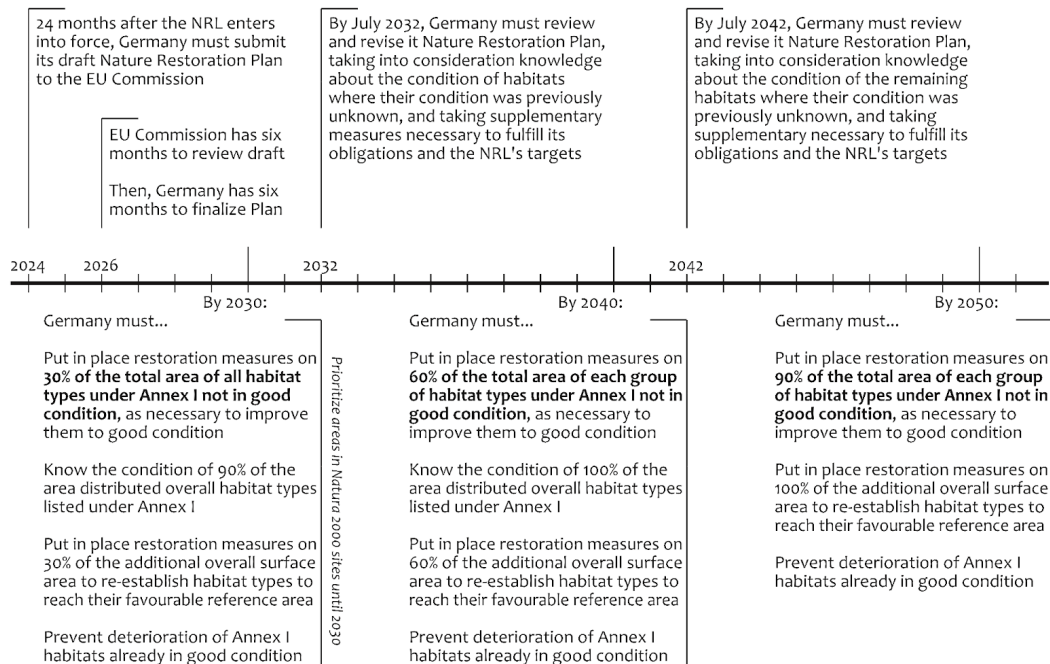 24 months after the NRL enters
into force, Germany must submit
its draft Nature Restoration Plan
to the EU Commission
EU Commission has six
months to review draft
Then, Germany has six
months to finalize Plan
By July 2032, Germany must review
and revise it Nature Restoration Plan,
taking into consideration knowledge
about the condition of habitats
where their condition was previously
unknown, and taking supplementary
measures necessary to fulfill its
obligations and the NRL's targets
By July 2042, Germany must review
and revise it Nature Restoration Plan,
taking into consideration knowledge
about the condition of the remaining
habitats where their condition was
previously unknown, and taking
supplementary necessary to fulfill its
obligations and the NRL's targets
2024 2026 2032 2042
By 2030:
Germany must...
Put in place restoration measures on
30% of the total area of all habitat
types under Annex I not in good
condition, as necessary to improve
them to good condition
Know the condition of 90% of the
area distributed overall habitat types
listed under Annex I
Put in place restoration measures on
30% of the additional overall surface
area to re-establish habitat types to
reach their favourable reference area
Prevent deterioration of Annex I
habitats already in good condition
Prioritize areas in Natura 2000 sites until 2030
By 2040:
Germany must...
Put in place restoration measures on
60% of the total area of each group
of habitat types under Annex I not in
good condition, as necessary to
improve them to good condition
Know the condition of 100% of the
area distributed overall habitat types
listed under Annex I
Put in place restoration measures on
60% of the additional overall surface
area to re-establish habitat types to
reach their favourable reference area
Prevent deterioration of Annex I
habitats already in good condition
By 2050:
Germany must...
Put in place restoration measures on
90% of the total area of each group
of habitat types under Annex I not in
good condition, as necessary to
improve them to good condition
Put in place restoration measures on
100% of the additional overall surface
area to re-establish habitat types to
reach their favourable reference area
Prevent deterioration of Annex I
habitats already in good condition